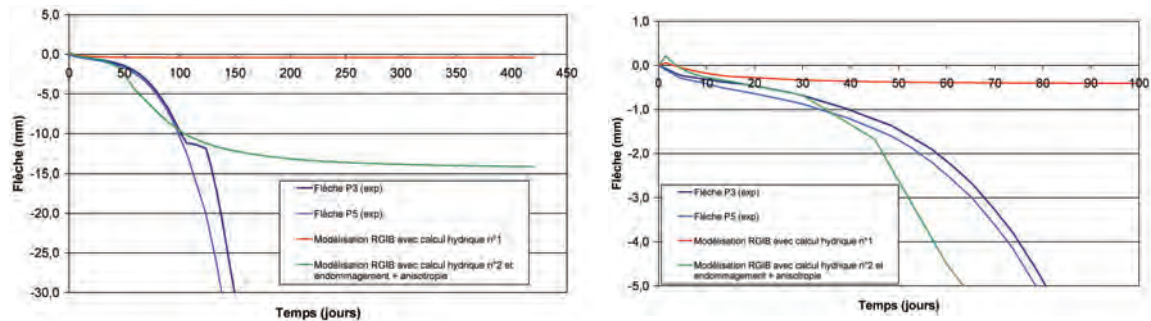 5,0
0,0
-5,0
-10,0
-15,0
-20,0
-25,0
-30,0
0 50 100 150 200 250 300 350 400 450
Flèche (mm)
Temps (jours)
Flèche P3 (exp)
Flèche P5 (exp)
Modélisation RGIB avec calcul hydrique n°1
Modélisation RGIB avec calcul hydrique n°2 et
endommagement + anisotropie
1,0
0,0
-1,0
-2,0
-3,0
-4,0
-5,0
0 10 20 30 40 50 60 70 80 90 100
Flèche (mm)
Temps (jours)
Flèche P3 (exp)
Flèche P5 (exp)
Modélisation RGIB avec calcul hydrique n°1
Modélisation RGIB avec calcul hydrique n°2 et
endommagement + anisotropie